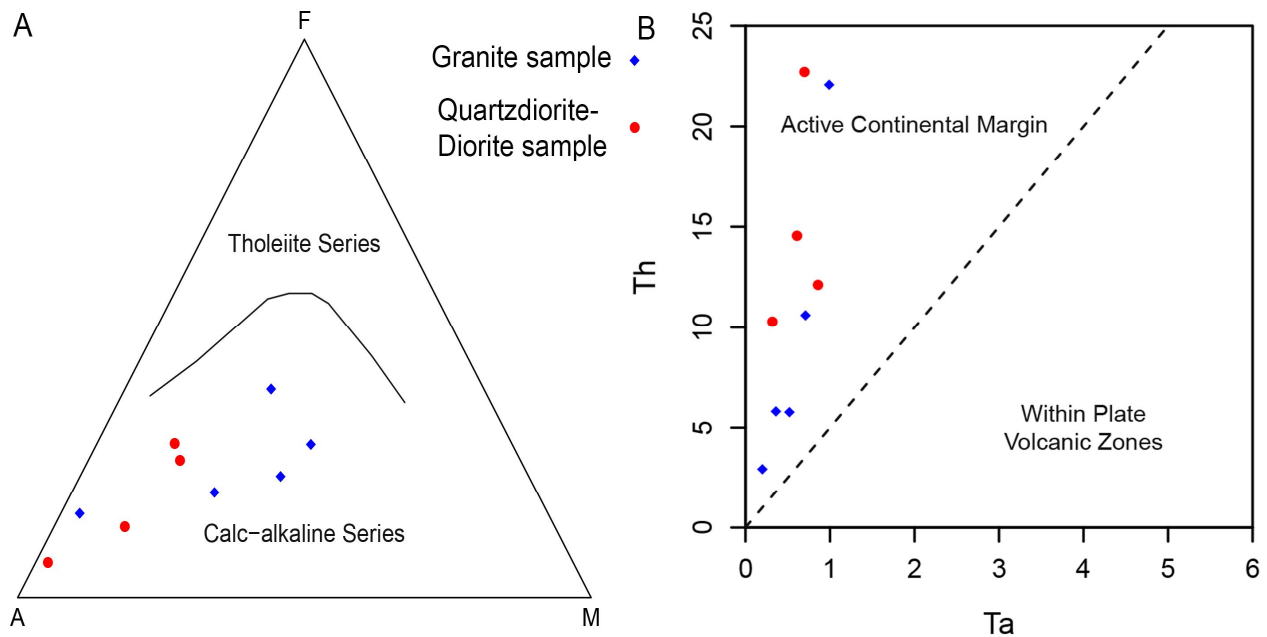 A
F
Granite sample
Quartzdiorite-
Diorite sample
Tholeiite Series
Calc−alkaline Series
A
M
B
25
20
15
10
5
0
Th
Active Continental Margin
Within Plate
Volcanic Zones
0 1 2 3 4 5 6
Ta